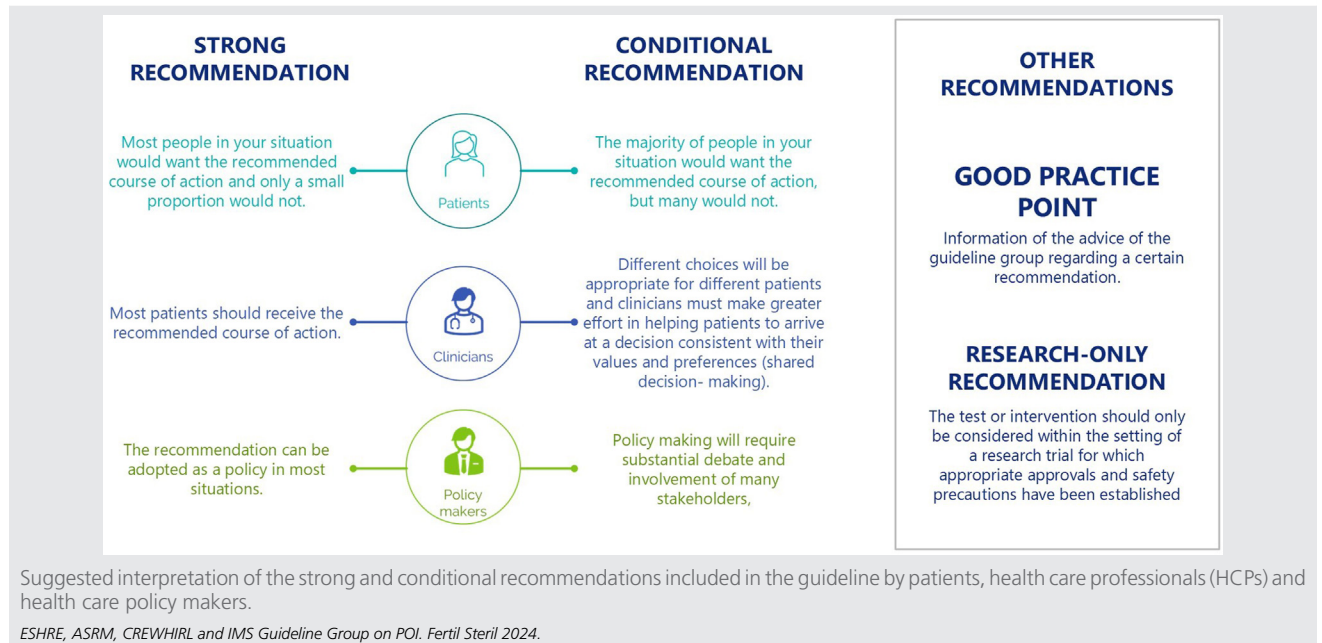 STRONG
RECOMMENDATION
CONDITIONAL
RECOMMENDATION
Most people in your situation
would want the recommended
course of action and only a small
proportion would not.
Patients
The majority of people in your
situation would want the
recommended course of action,
but many would not.
Most patients should receive the
recommended course of action.
Clinicians
Different choices will be
appropriate for different patients
and clinicians must make greater
effort in helping patients to arrive
at a decision consistent with their
values and preferences (shared
decision- making).
The recommendation can be
adopted as a policy in most
situations.
Policy
makers
Policy making will require
substantial debate and
involvement of many
stakeholders,
OTHER
RECOMMENDATIONS
GOOD PRACTICE
POINT
Information of the advice of the
guideline group regarding a certain
recommendation.
RESEARCH-ONLY
RECOMMENDATION
The test or intervention should only
be considered within the setting of
a research trial for which
appropriate approvals and safety
precautions have been established
Suggested interpretation of the strong and conditional recommendations included in the guideline by patients, health care professionals (HCPs) and
health care policy makers.
ESHRE, ASRM, CREWHIRL and IMS Guideline Group on POI. Fertil Steril 2024.